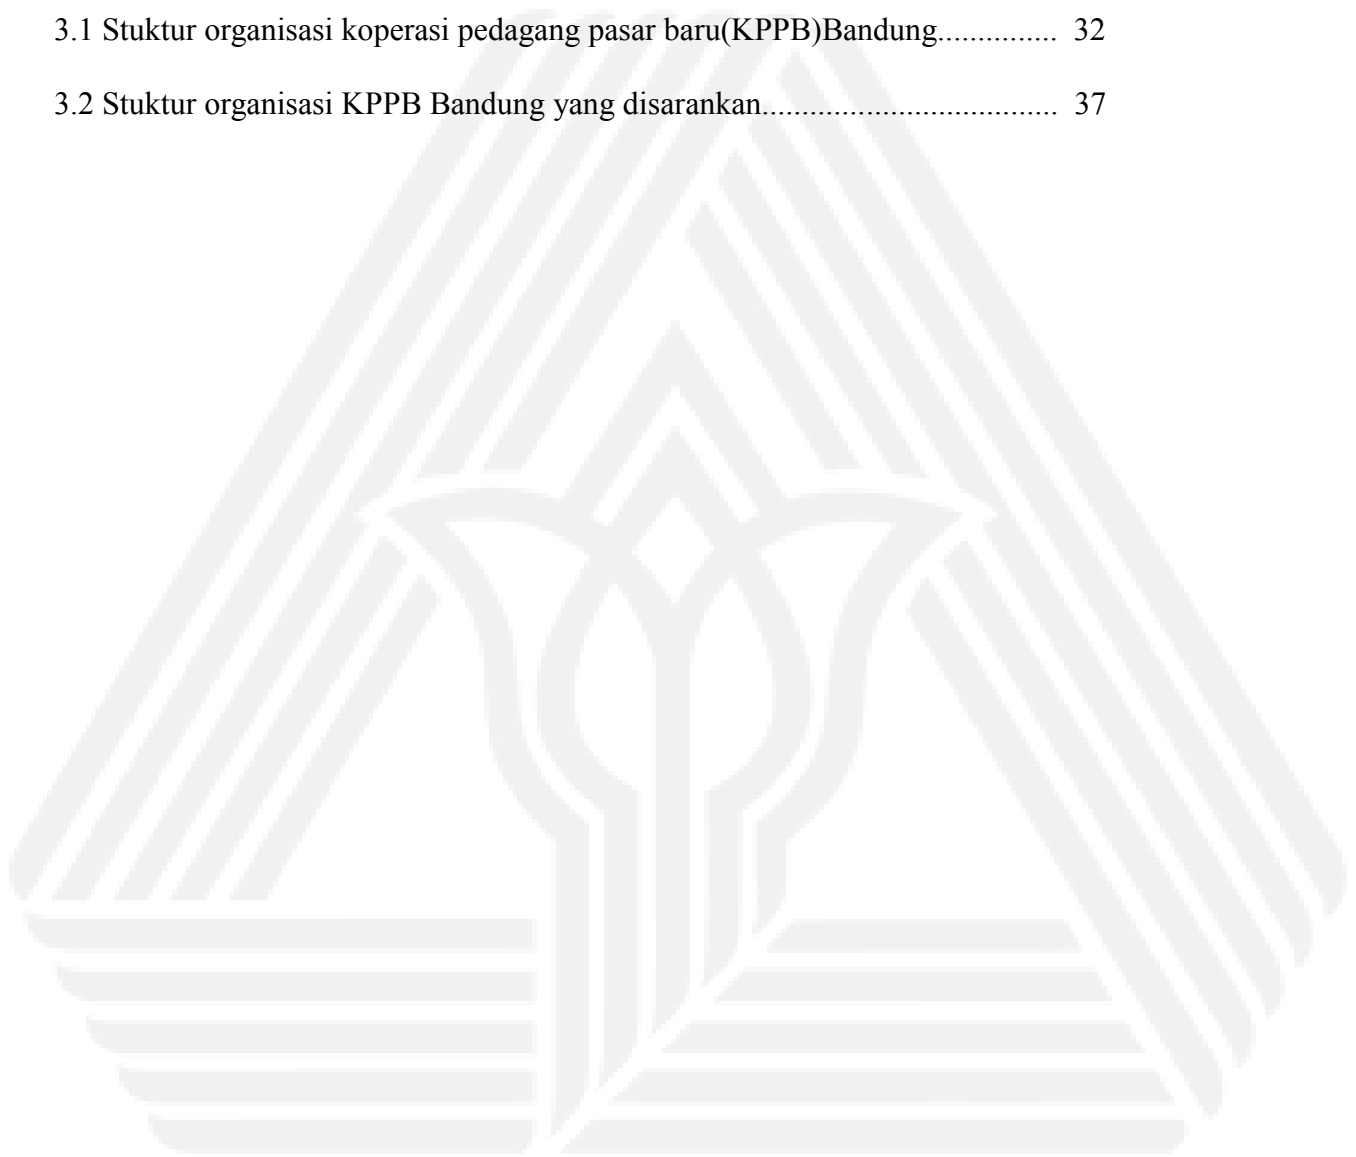 3.1 Stuktur organisasi koperasi pedagang pasar baru(KPPB)Bandung............... 32
3.2 Stuktur organisasi KPPB Bandung yang disarankan..................................... 37